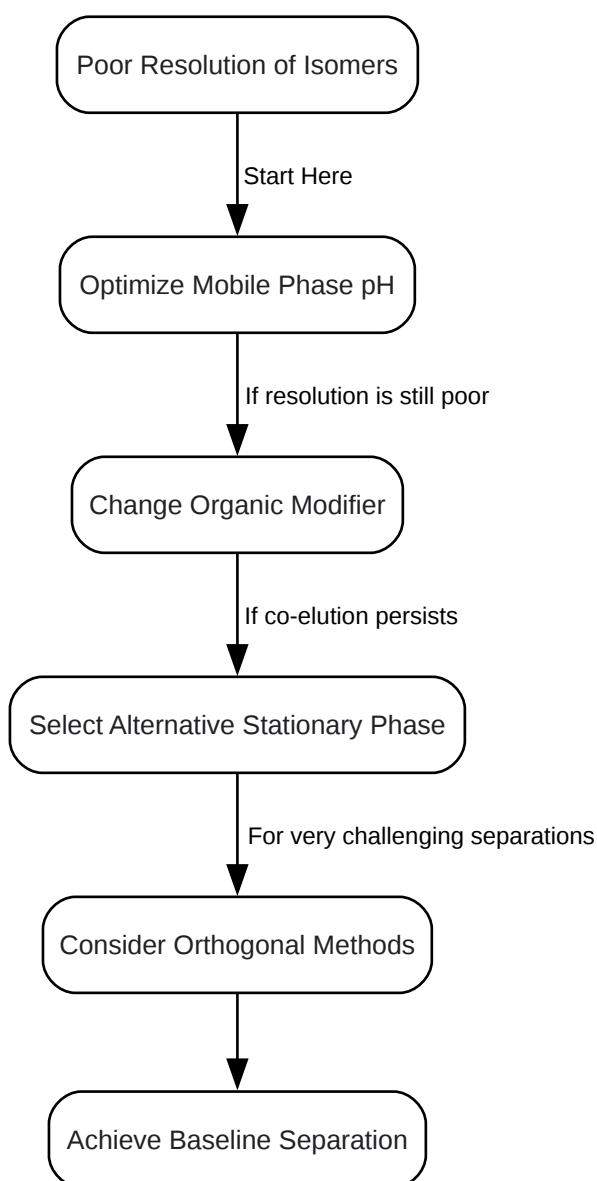 Poor Resolution of Isomers
Start Here
Optimize Mobile Phase pH
If resolution is still poor
Change Organic Modifier
If co-elution persists
Select Alternative Stationary Phase
For very challenging separations
Consider Orthogonal Methods
Achieve Baseline Separation